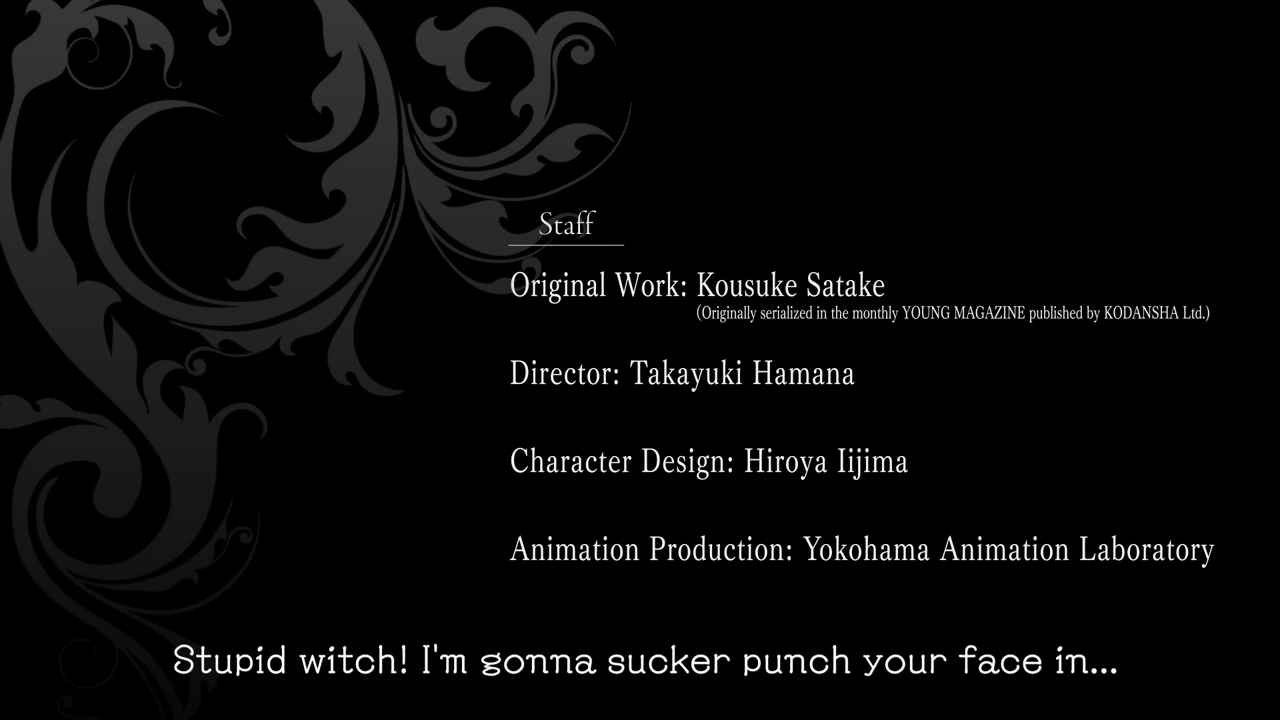 Staff
Original Work: Kousuke Satake
(Originally serialized in the monthly YOUNG MAGAZINE published by KODANSHA Ltd.)
Director: Takayuki Hamana
Character Design: Hiroya Iijima
Animation Production: Yokohama Animation Laboratory
Stupid witch! I'm gonna sucker punch your face in...